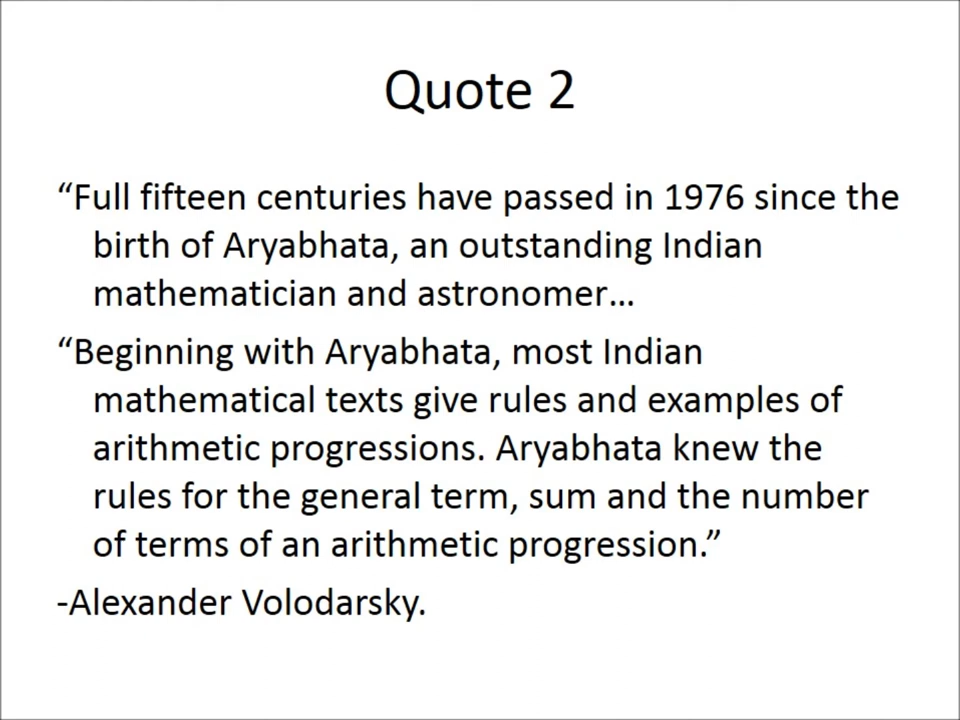 Quote 2
“Full fifteen centuries have passed in 1976 since the
birth of Aryabhata, an outstanding Indian
mathematician and astronomer…
“Beginning with Aryabhata, most Indian
mathematical texts give rules and examples of
arithmetic progressions. Aryabhata knew the
rules for the general term, sum and the number
of terms of an arithmetic progression.”
-Alexander Volodarsky.